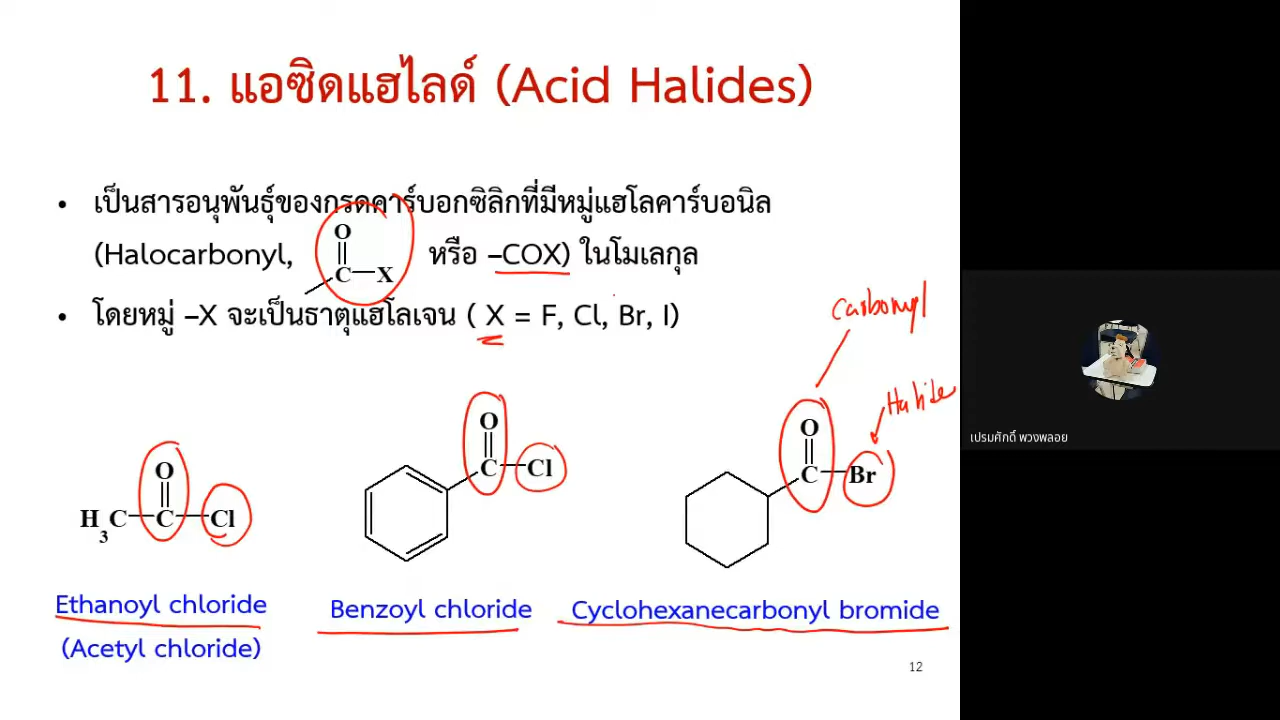 11. แอซิดแฮไลด์ (Acid Halides)
• เป็นสารอนุพันธุ์ของกรดคาร์บอกซิลิกที่มีหมู่แฮโลคาร์บอนิล
O
(Halocarbonyl, C—X หรือ –COX) ในโมเลกุล
• โดยหมู่ –X จะเป็นธาตุแฮโลเจน ( X = F, Cl, Br, I)
Carbonyl
Halide
O
H3C—C—Cl
O
C—Cl
O
C—Br
Ethanoyl chloride
(Acetyl chloride)
Benzoyl chloride
Cyclohexanecarbonyl bromide
12
เปรมศักดิ์ พวงพลอย